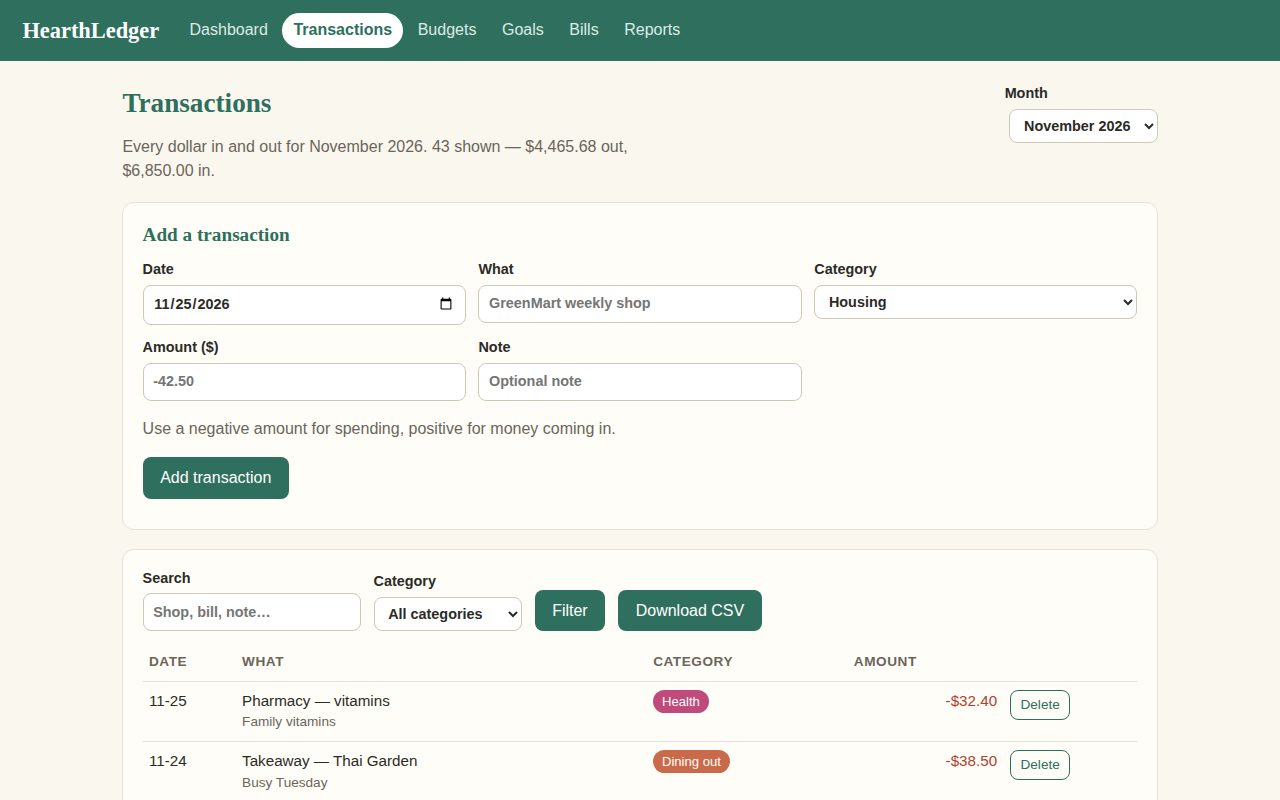 HearthLedger Dashboard Transactions Budgets Goals Bills Reports
Transactions
Month
November 2026
Every dollar in and out for November 2026. 43 shown — $4,465.68 out,
$6,850.00 in.
Add a transaction
Date What Category
11/25/2026 GreenMart weekly shop Housing
Amount ($) Note
-42.50 Optional note
Use a negative amount for spending, positive for money coming in.
Add transaction
Search Category
Shop, bill, note… All categories Filter Download CSV
DATE WHAT CATEGORY AMOUNT
11-25 Pharmacy — vitamins Health -$32.40 Delete
Family vitamins
11-24 Takeaway — Thai Garden Dining out -$38.50 Delete
Busy Tuesday